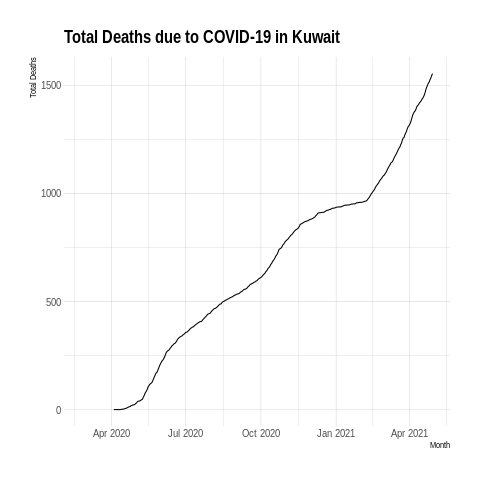 Total Deaths due to COVID-19 in Kuwait
Total Deaths
1500
1000
500
0
Apr 2020 Jul 2020 Oct 2020 Jan 2021 Apr 2021
Month